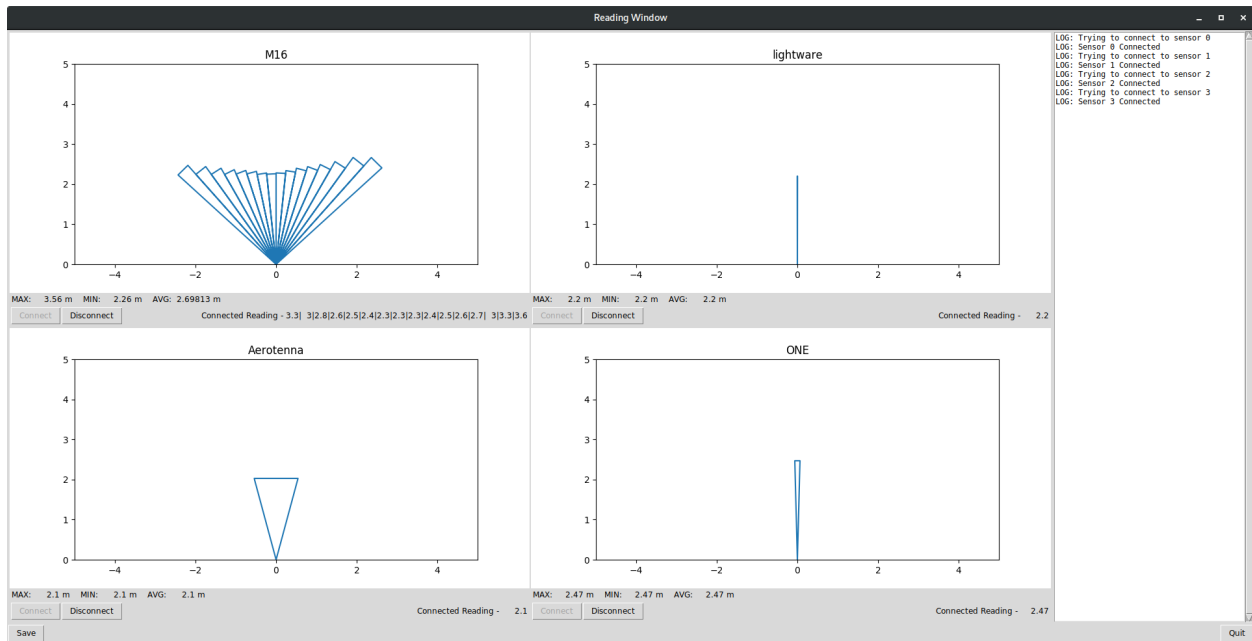 Reading Window
M16
5
4
3
2
1
0
−4 −2 0 2 4
MAX: 3.56 m MIN: 2.26 m AVG: 2.69813 m
Connect Disconnect Connected Reading - 3.3| 3|2.8|2.6|2.5|2.4|2.3|2.3|2.3|2.3|2.4|2.5|2.6|2.7| 3|3.3|3.6
lightware
5
4
3
2
1
0
−4 −2 0 2 4
MAX: 2.2 m MIN: 2.2 m AVG: 2.2 m
Connect Disconnect Connected Reading - 2.2
Aerotenna
5
4
3
2
1
0
−4 −2 0 2 4
MAX: 2.1 m MIN: 2.1 m AVG: 2.1 m
Connect Disconnect Connected Reading - 2.1
ONE
5
4
3
2
1
0
−4 −2 0 2 4
MAX: 2.47 m MIN: 2.47 m AVG: 2.47 m
Connect Disconnect Connected Reading - 2.47
LOG: Trying to connect to sensor 0
LOG: Sensor 0 Connected
LOG: Trying to connect to sensor 1
LOG: Sensor 1 Connected
LOG: Trying to connect to sensor 2
LOG: Sensor 2 Connected
LOG: Trying to connect to sensor 3
LOG: Sensor 3 Connected
Save Quit